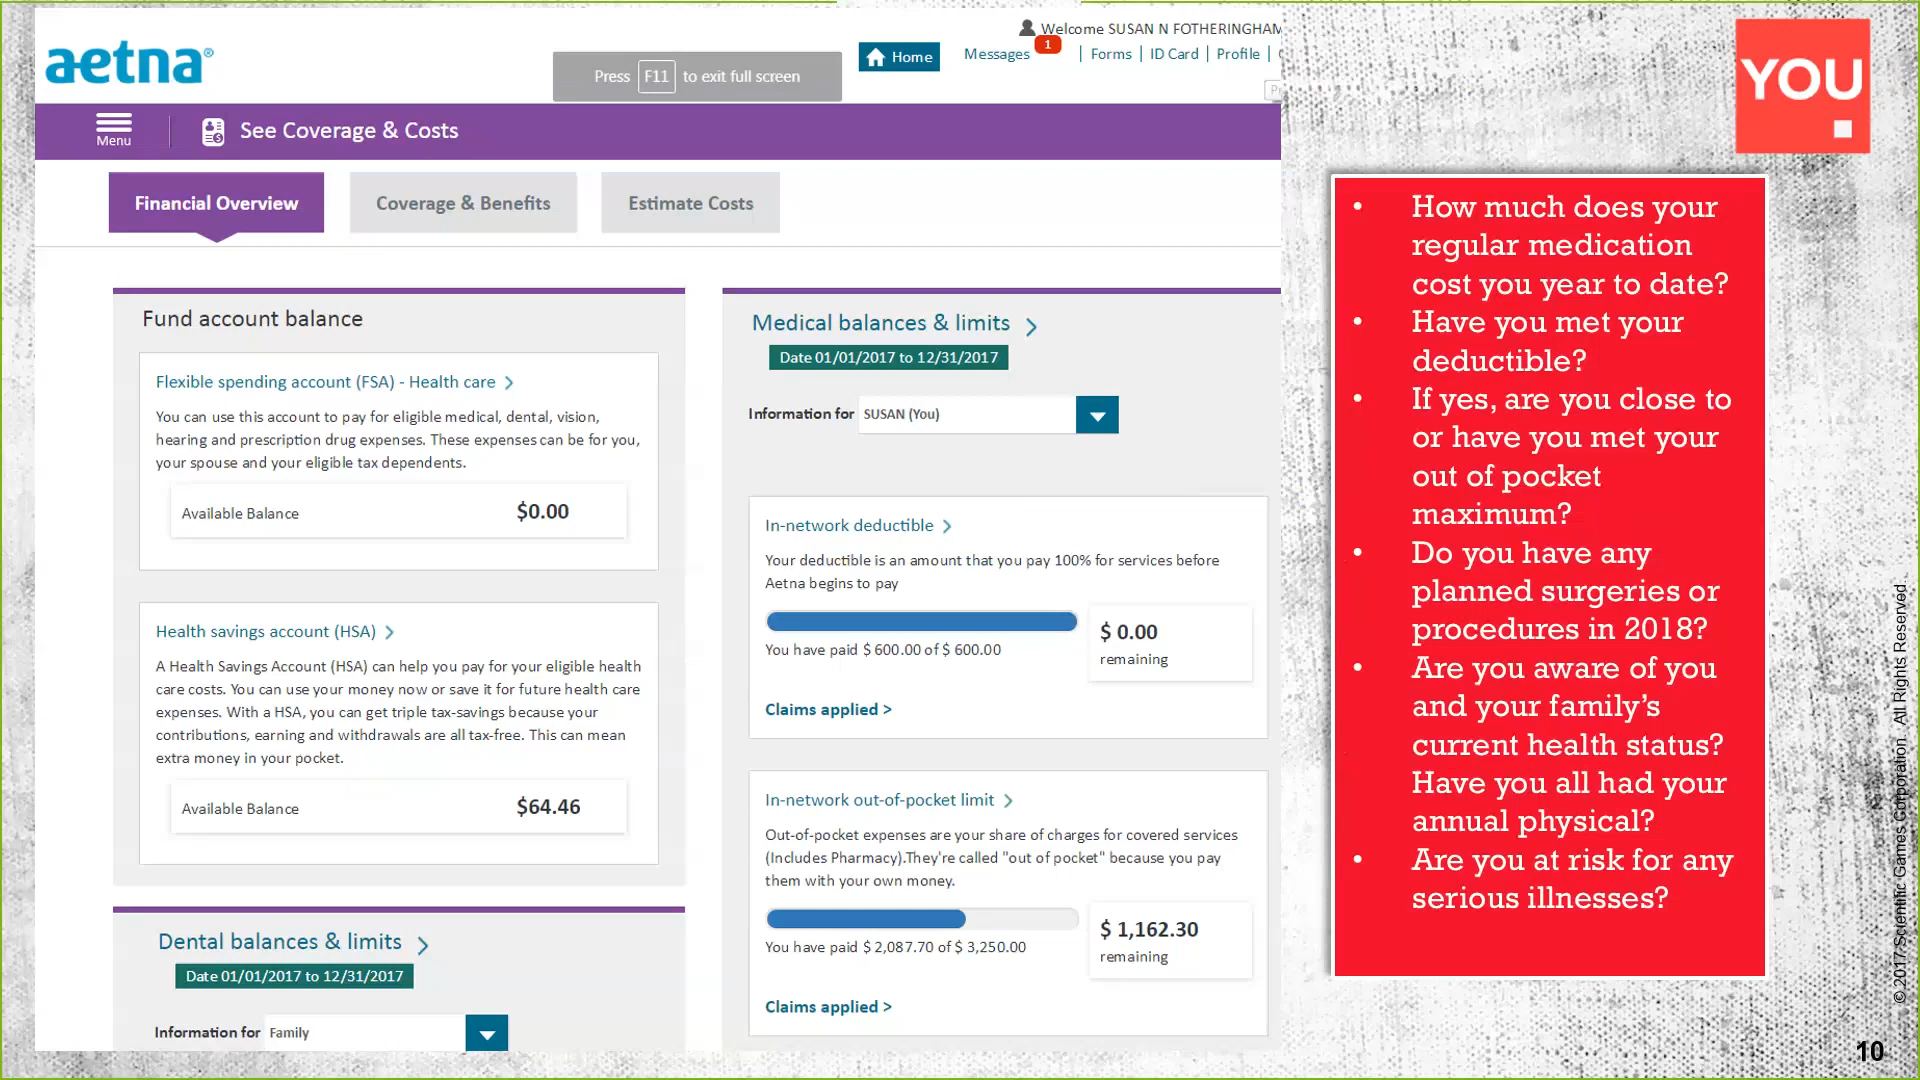 Welcome SUSAN N FOTHERINGHAM
aetna®
Press F11 to exit full screen
Home
Messages 1 | Forms | ID Card | Profile |
Menu
See Coverage & Costs
Financial Overview
Coverage & Benefits
Estimate Costs
Fund account balance
Flexible spending account (FSA) - Health care >
You can use this account to pay for eligible medical, dental, vision,
hearing and prescription drug expenses. These expenses can be for you,
your spouse and your eligible tax dependents.
Available Balance $0.00
Health savings account (HSA) >
A Health Savings Account (HSA) can help you pay for your eligible health
care costs. You can use your money now or save it for future health care
expenses. With a HSA, you can get triple tax-savings because your
contributions, earning and withdrawals are all tax-free. This can mean
extra money in your pocket.
Available Balance $64.46
Dental balances & limits >
Date 01/01/2017 to 12/31/2017
Information for Family
Medical balances & limits >
Date 01/01/2017 to 12/31/2017
Information for SUSAN (You)
In-network deductible >
Your deductible is an amount that you pay 100% for services before
Aetna begins to pay
You have paid $ 600.00 of $ 600.00
$ 0.00
remaining
Claims applied >
In-network out-of-pocket limit >
Out-of-pocket expenses are your share of charges for covered services
(Includes Pharmacy).They're called "out of pocket" because you pay
them with your own money.
You have paid $ 2,087.70 of $ 3,250.00
$ 1,162.30
remaining
Claims applied >
YOU
• How much does your
regular medication
cost you year to date?
• Have you met your
deductible?
• If yes, are you close to
or have you met your
out of pocket
maximum?
• Do you have any
planned surgeries or
procedures in 2018?
• Are you aware of you
and your family's
current health status?
Have you all had your
annual physical?
• Are you at risk for any
serious illnesses?
© 2017 Scientific Games Corporation. All Rights Reserved.
10